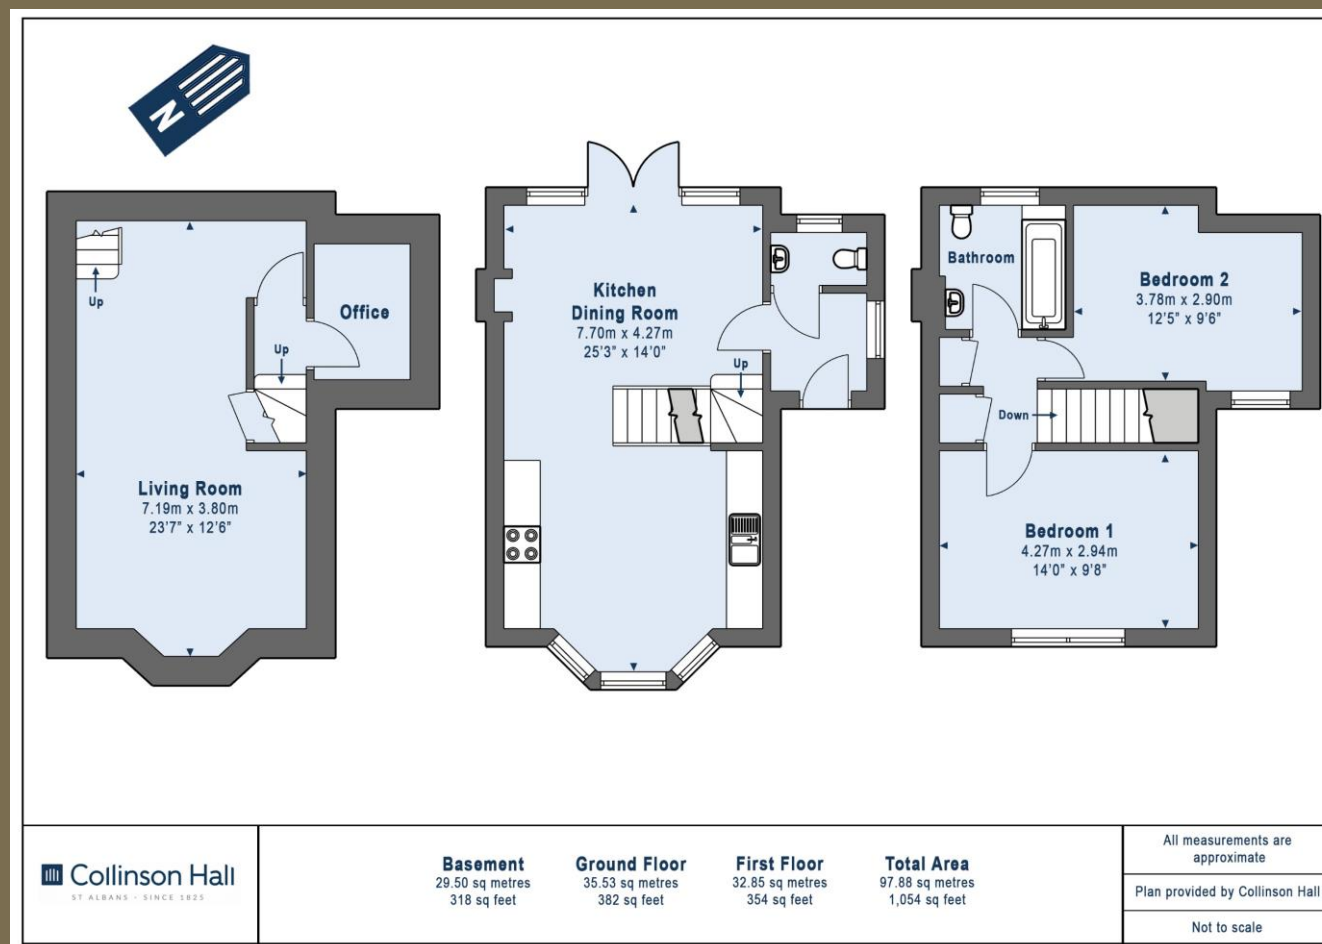 N
Up
Office
Up
Living Room
7.19m x 3.80m
23'7" x 12'6"
Kitchen
Dining Room
7.70m x 4.27m
25'3" x 14'0"
Up
Bathroom
Bedroom 2
3.78m x 2.90m
12'5" x 9'6"
Down
Bedroom 1
4.27m x 2.94m
14'0" x 9'8"
Collinson Hall
ST ALBANS · SINCE 1825
Basement
29.50 sq metres
318 sq feet
Ground Floor
35.53 sq metres
382 sq feet
First Floor
32.85 sq metres
354 sq feet
Total Area
97.88 sq metres
1,054 sq feet
All measurements are
approximate
Plan provided by Collinson Hall
Not to scale